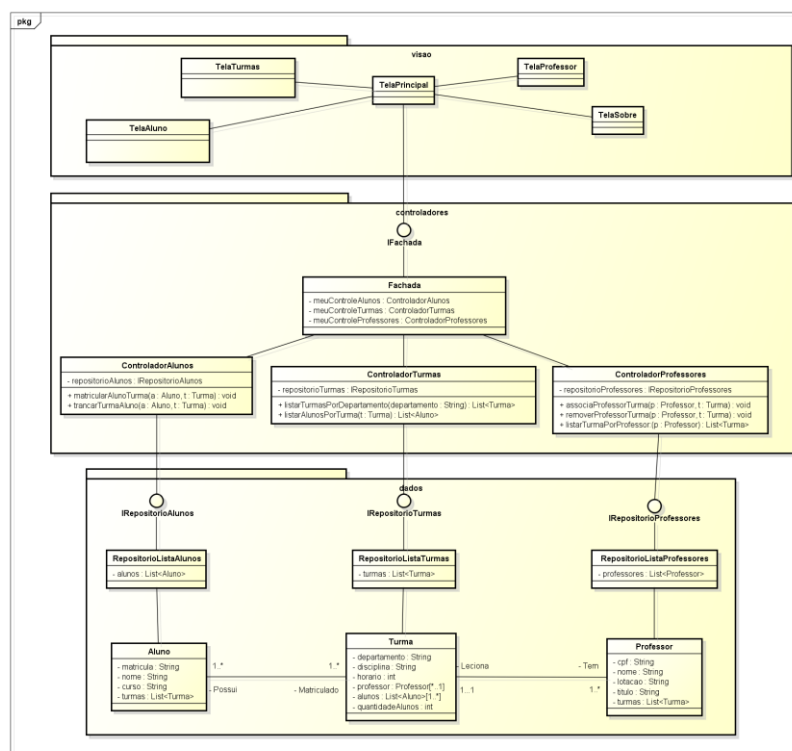 pkg
visao
TelaTurmas
TelaPrincipal
TelaProfessor
TelaAluno
TelaSobre
controladores
IFachada
Fachada
- meuControleAlunos : ControladorAlunos
- meuControleTurmas : ControladorTurmas
- meuControleProfessores : ControladorProfessores
ControladorAlunos
- repositorioAlunos : IRepositorioAlunos
+ matricularAlunoTurma(a : Aluno, t : Turma) : void
+ trancarTurmaAluno(a : Aluno, t : Turma) : void
ControladorTurmas
- repositorioTurmas : IRepositorioTurmas
+ listarTurmasPorDepartamento(departamento : String) : List<Turma>
+ listarAlunosPorTurma(t : Turma) : List<Aluno>
ControladorProfessores
- repositorioProfessores : IRepositorioProfessores
+ associaProfessorTurma(p : Professor, t : Turma) : void
+ removerProfessorTurma(p : Professor, t : Turma) : void
+ listarTurmaPorProfessor(p : Professor) : List<Turma>
dados
IRepositorioAlunos
IRepositorioTurmas
IRepositorioProfessores
RepositorioListaAlunos
- alunos : List<Aluno>
RepositorioListaTurmas
- turmas : List<Turma>
RepositorioListaProfessores
- professores : List<Professor>
Aluno
- matricula : String
- nome : String
- curso : String
- turmas : List<Turma>
1..*
- Possui
1..*
- Matriculado
Turma
- departamento : String
- disciplina : String
- horario : int
- professor : Professor[*..1]
- alunos : List<Aluno>[1..*]
- quantidadeAlunos : int
- Leciona
1..1
- Tem
1..*
Professor
- cpf : String
- nome : String
- lotacao : String
- titulo : String
- turmas : List<Turma>